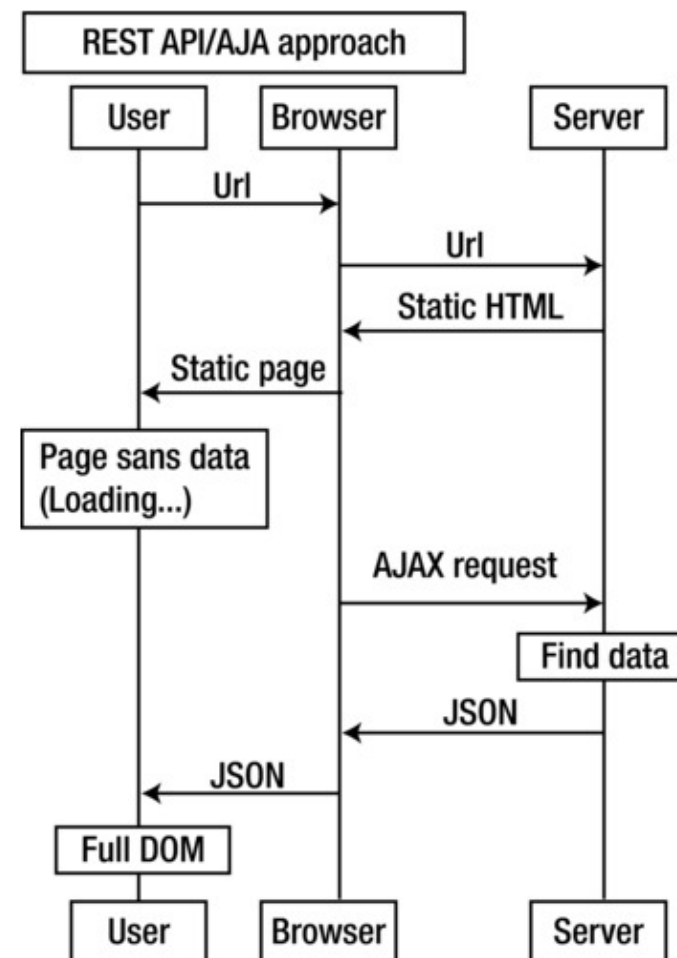 REST API/AJA approach
User
Browser
Server
Url
Url
Static HTML
Static page
Page sans data
(Loading...)
AJAX request
Find data
JSON
JSON
Full DOM
User
Browser
Server